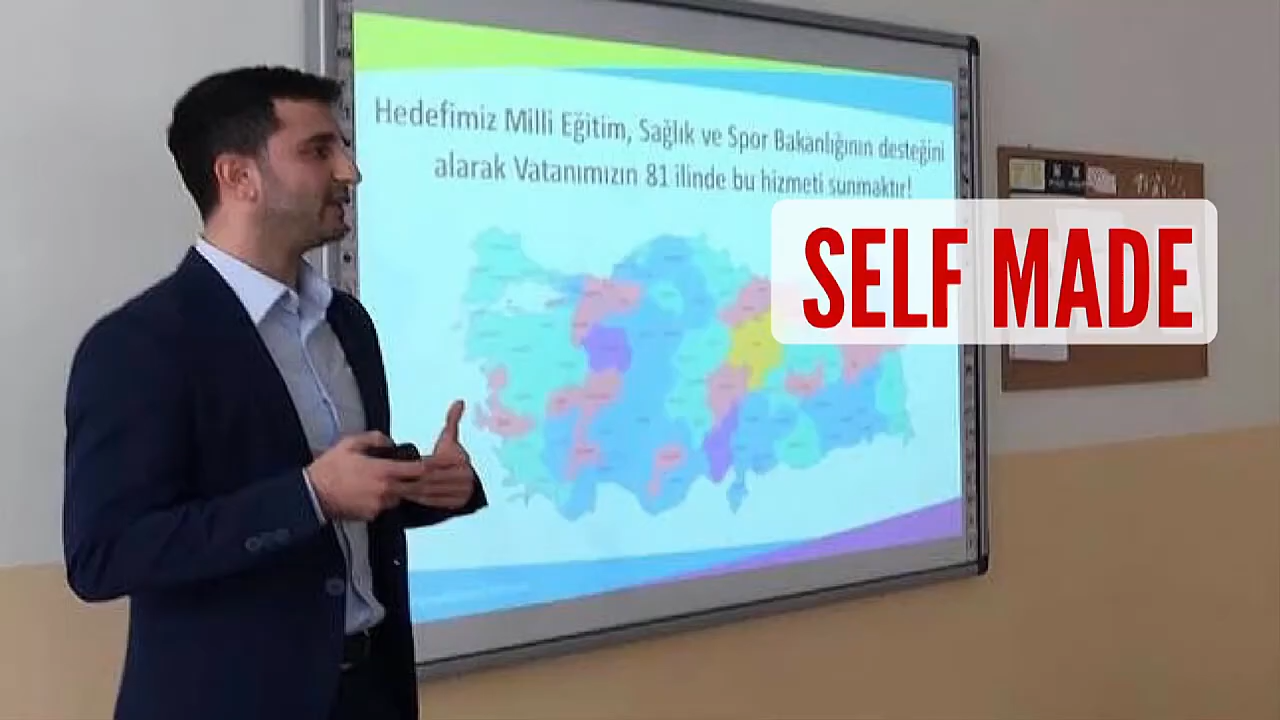 Hedefimiz Milli Eğitim, Sağlık ve Spor Bakanlığının desteğini
alarak Vatanımızın 81 ilinde bu hizmeti sunmaktır!
SELF MADE